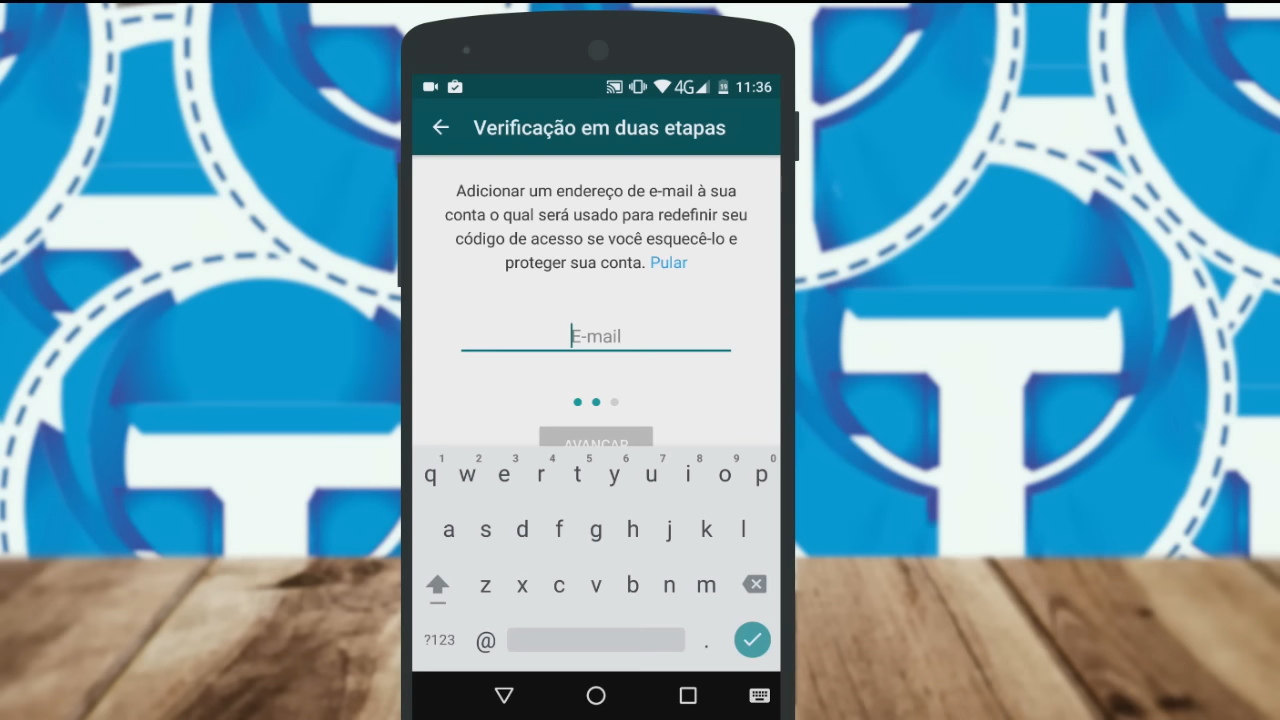 4G 11:36
Verificação em duas etapas
Adicionar um endereço de e-mail à sua
conta o qual será usado para redefinir seu
código de acesso se você esquecê-lo e
proteger sua conta. Pular
E-mail
AVANÇAR
1 2 3 4 5 6 7 8 9 0
q w e r t y u i o p
a s d f g h j k l
z x c v b n m
?123 @ .